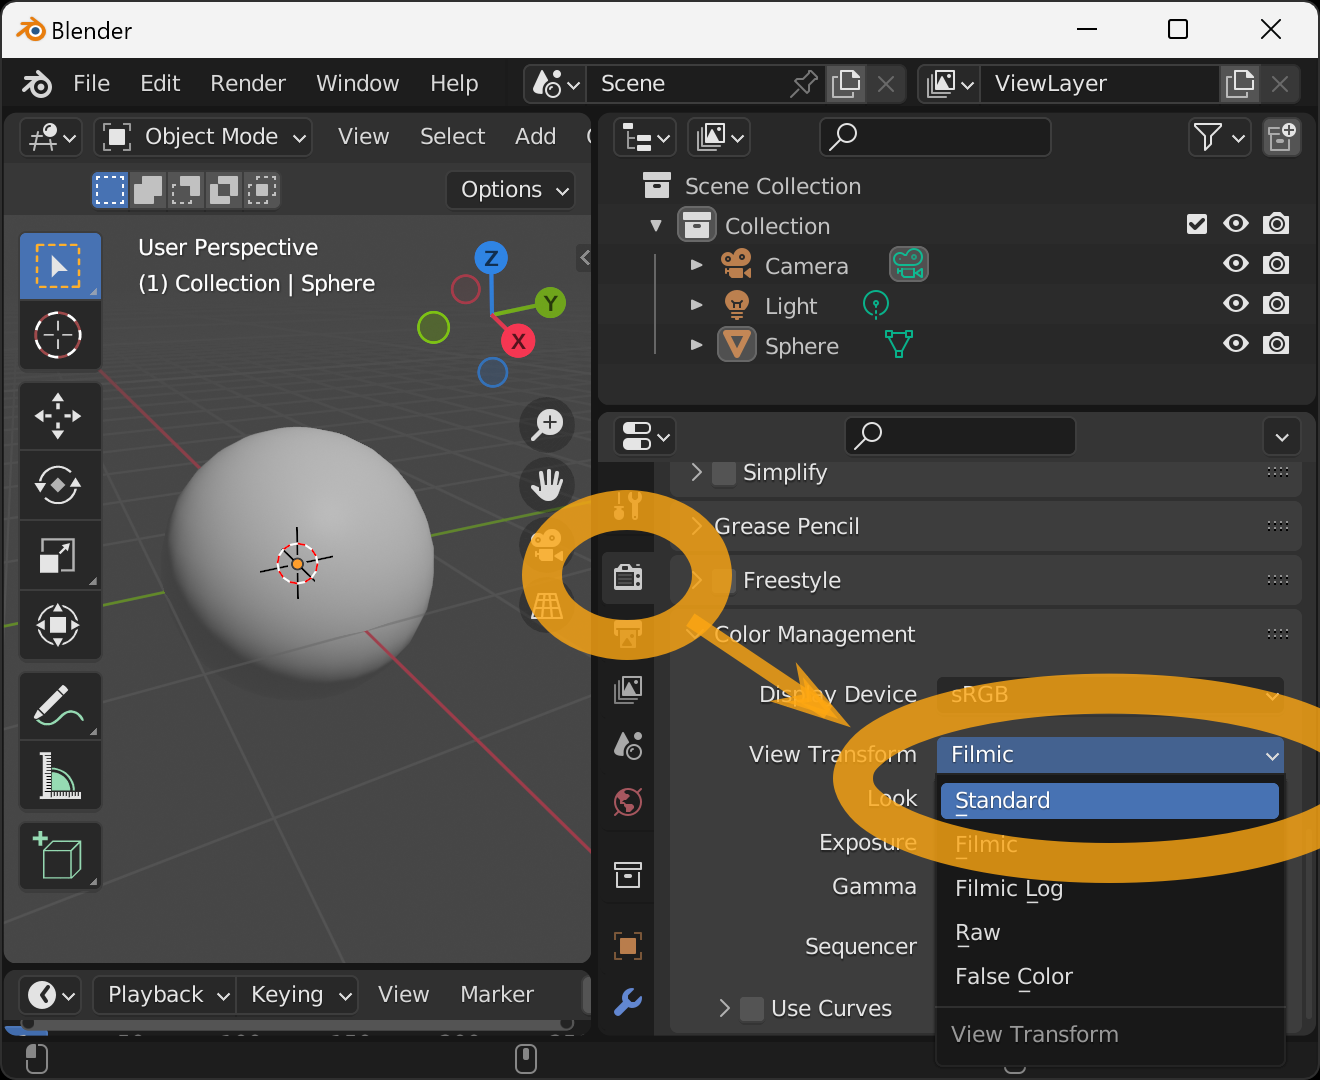 Blender
File Edit Render Window Help Scene ViewLayer
Object Mode View Select Add
Options
User Perspective
(1) Collection | Sphere
Z
Y
X
Scene Collection
Collection
Camera
Light
Sphere
Simplify
Grease Pencil
Freestyle
Color Management
Display Device sRGB
View Transform Filmic
Look
Standard
Exposure
Filmic
Gamma
Filmic Log
Raw
Sequencer
False Color
Use Curves
View Transform
Playback Keying View Marker